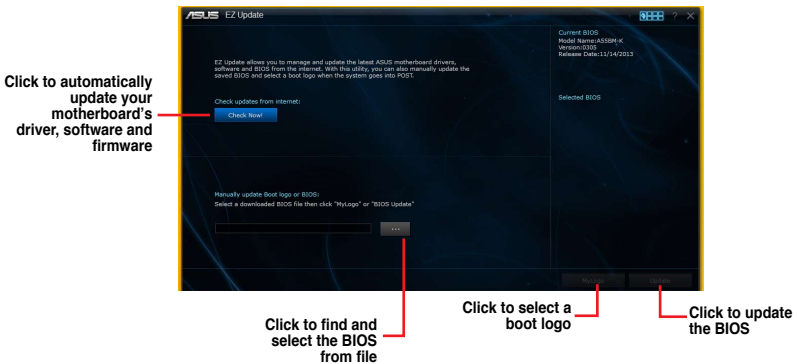 ASUS EZ Update
?
Current BIOS
Model Name:A55BM-K
Version:0305
Release Date:11/14/2013
EZ Update allows you to manage and update the latest ASUS motherboard drivers,
software and BIOS from the internet. With this utility, you can also manually update the
saved BIOS and select a boot logo when the system goes into POST.
Click to automatically
update your
motherboard’s
driver, software and
firmware
Check updates from internet:
Check Now!
Selected BIOS
Manually update Boot logo or BIOS:
Select a downloaded BIOS file then click "MyLogo" or "BIOS Update"
...
MyLogo
Update
Click to find and
select the BIOS
from file
Click to select a
boot logo
Click to update
the BIOS